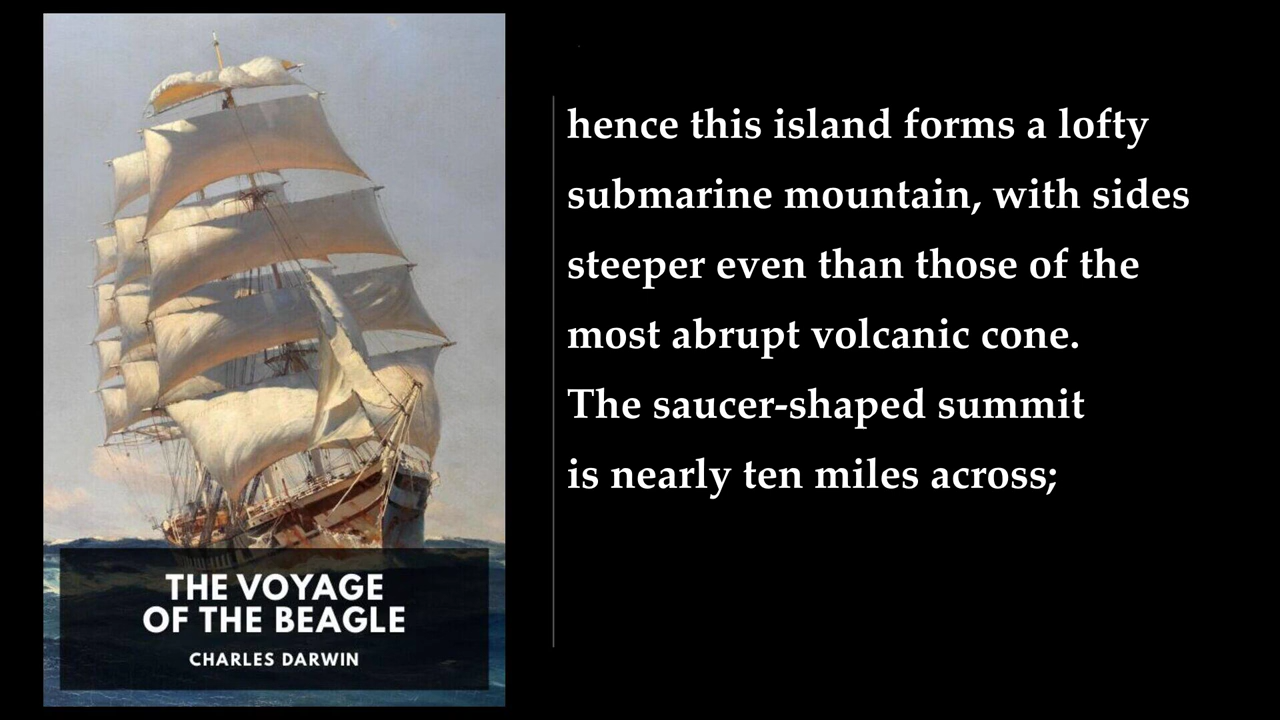 hence this island forms a lofty
submarine mountain, with sides
steeper even than those of the
most abrupt volcanic cone.
The saucer-shaped summit
is nearly ten miles across;
THE VOYAGE
OF THE BEAGLE
CHARLES DARWIN